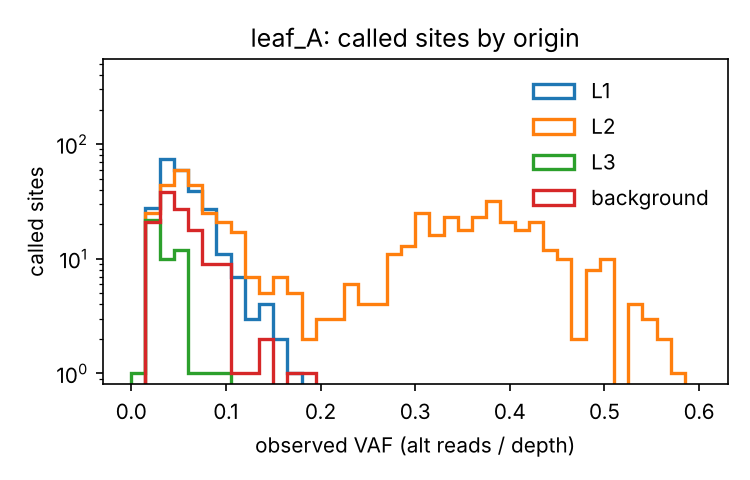 leaf_A: called sites by origin
L1
L2
L3
background
called sites
10²
10¹
10⁰
0.0 0.1 0.2 0.3 0.4 0.5 0.6
observed VAF (alt reads / depth)